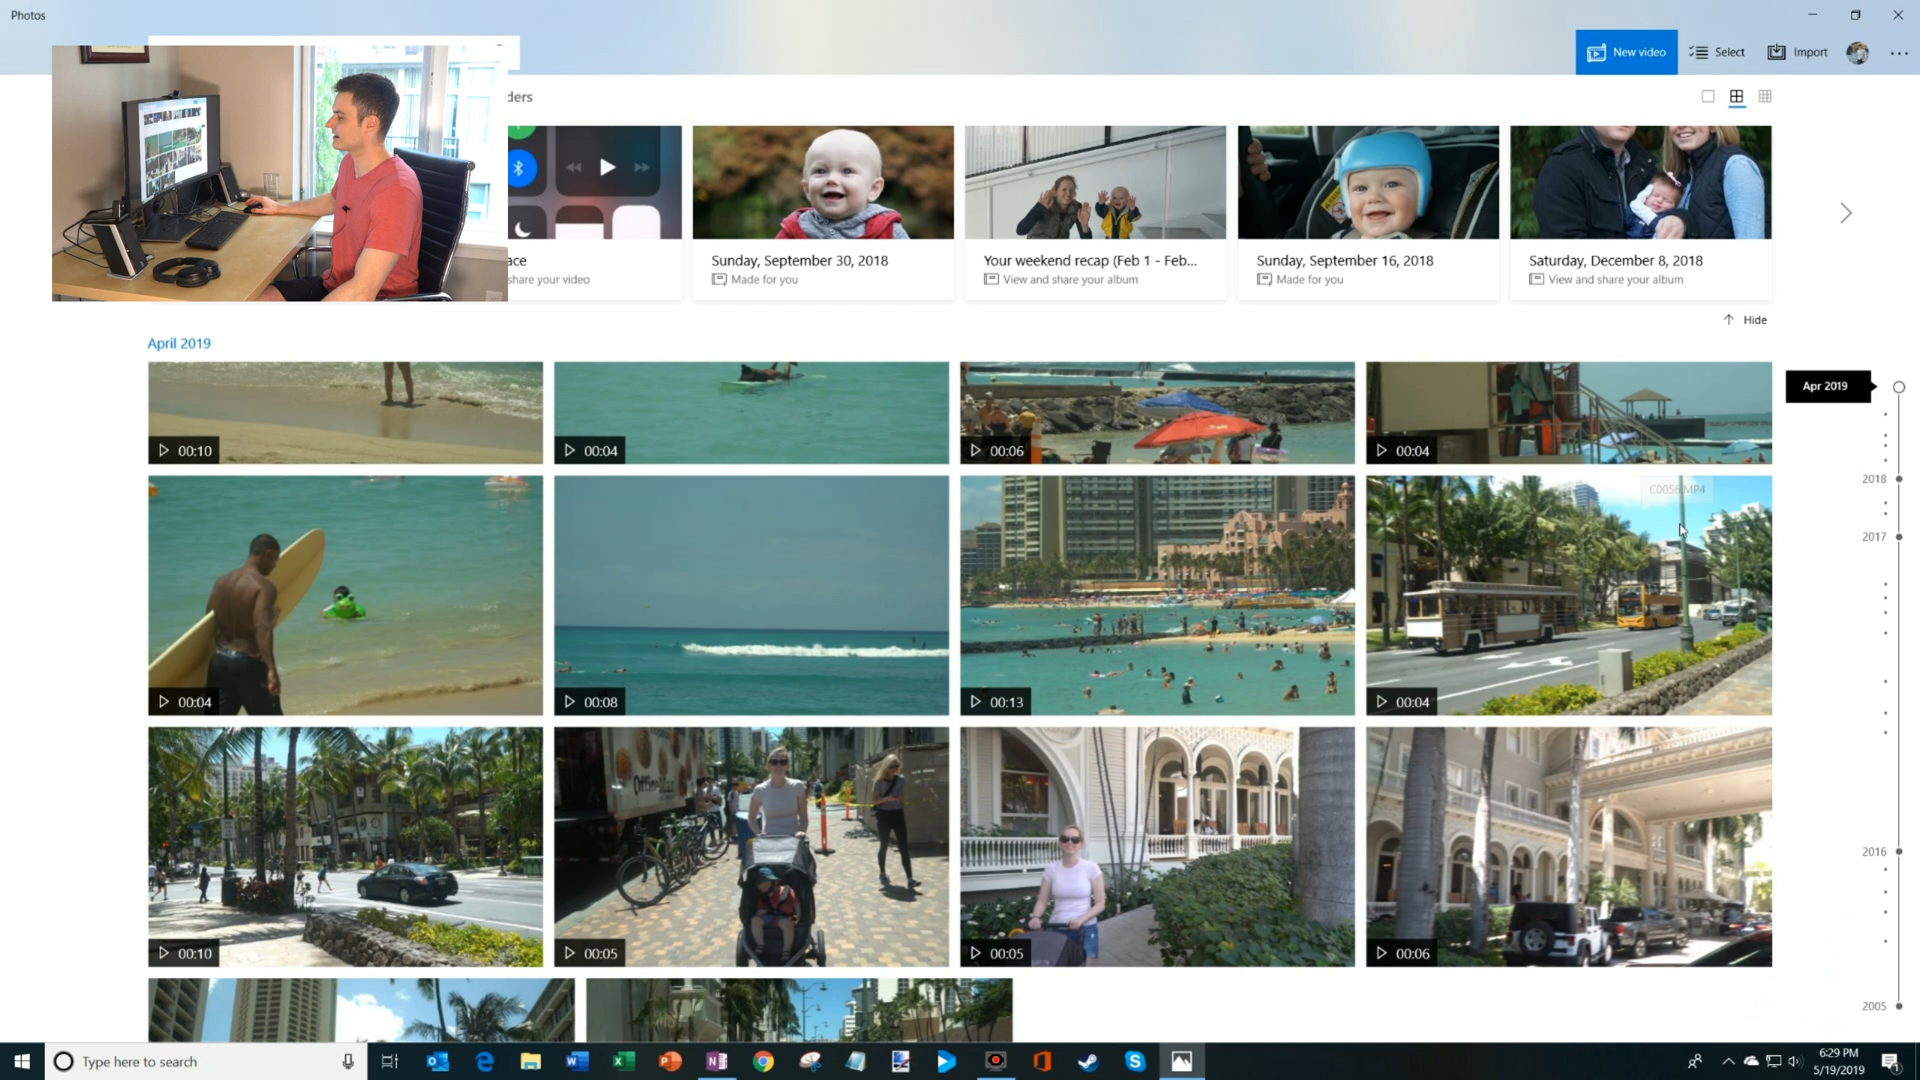 Photos
New video
Select
Import
ders
ace
share your video
Sunday, September 30, 2018
Made for you
Your weekend recap (Feb 1 - Feb...
View and share your album
Sunday, September 16, 2018
Made for you
Saturday, December 8, 2018
View and share your album
Hide
April 2019
Apr 2019
00:10
00:04
00:06
00:04
2018
C0056.MP4
2017
00:04
00:08
00:13
00:04
2016
00:10
00:05
00:05
00:06
2005
Type here to search
6:29 PM
5/19/2019